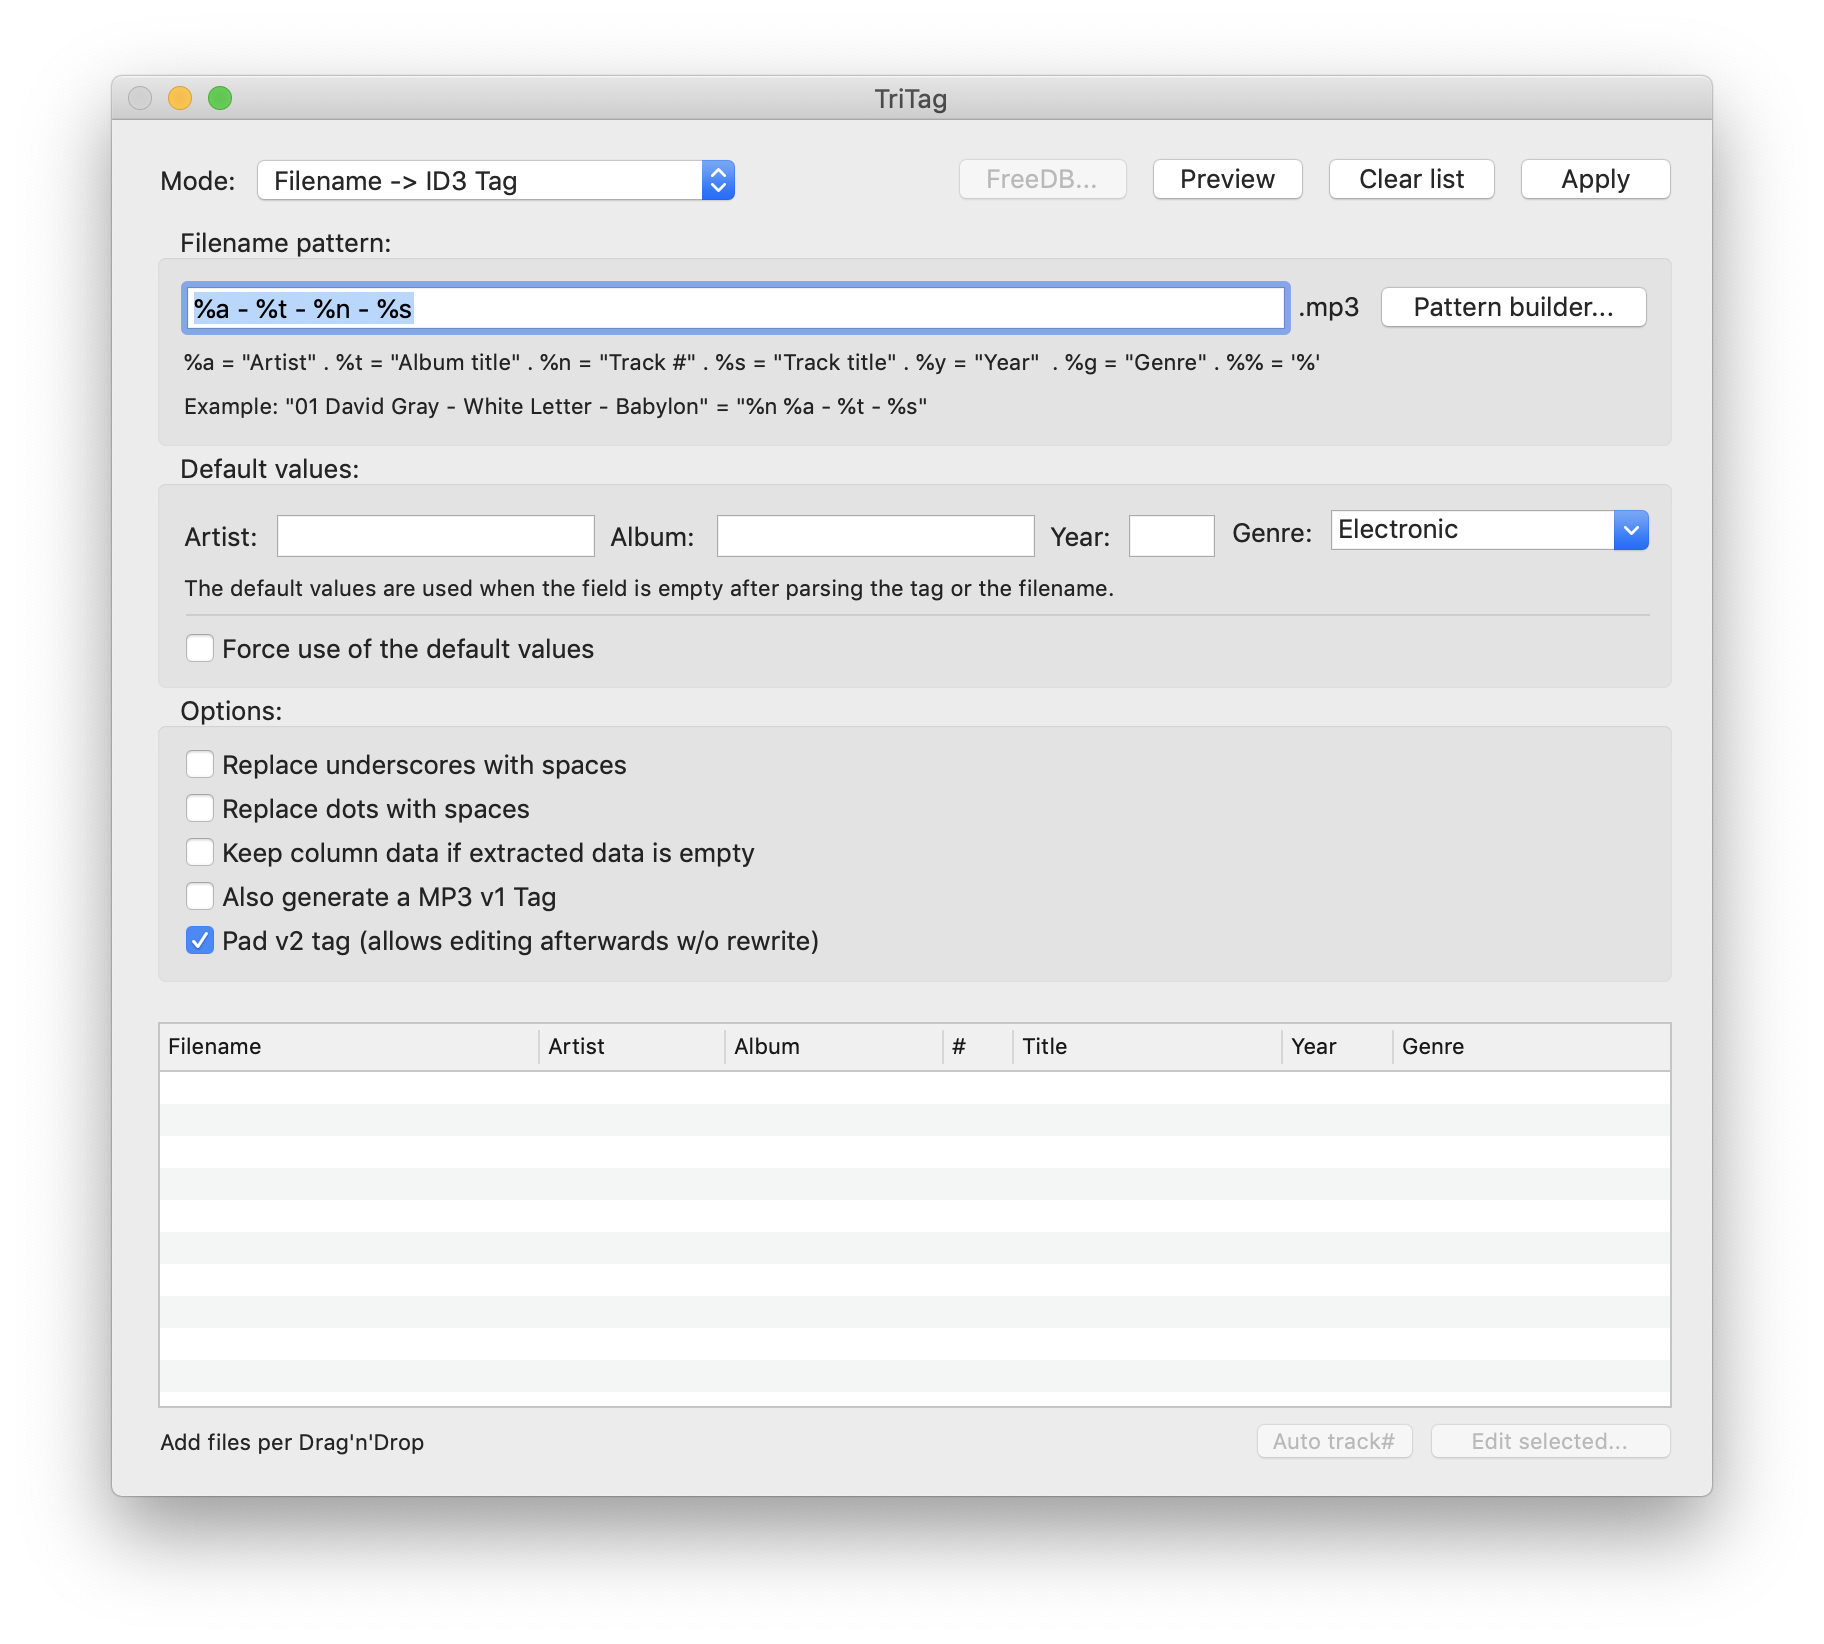 TriTag
Mode: Filename -> ID3 Tag FreeDB... Preview Clear list Apply
Filename pattern:
%a - %t - %n - %s .mp3 Pattern builder...
%a = "Artist" . %t = "Album title" . %n = "Track #" . %s = "Track title" . %y = "Year" . %g = "Genre" . %% = '%'
Example: "01 David Gray - White Letter - Babylon" = "%n %a - %t - %s"
Default values:
Artist: Album: Year: Genre: Electronic
The default values are used when the field is empty after parsing the tag or the filename.
Force use of the default values
Options:
Replace underscores with spaces
Replace dots with spaces
Keep column data if extracted data is empty
Also generate a MP3 v1 Tag
Pad v2 tag (allows editing afterwards w/o rewrite)
Filename Artist Album # Title Year Genre
Add files per Drag'n'Drop Auto track# Edit selected...